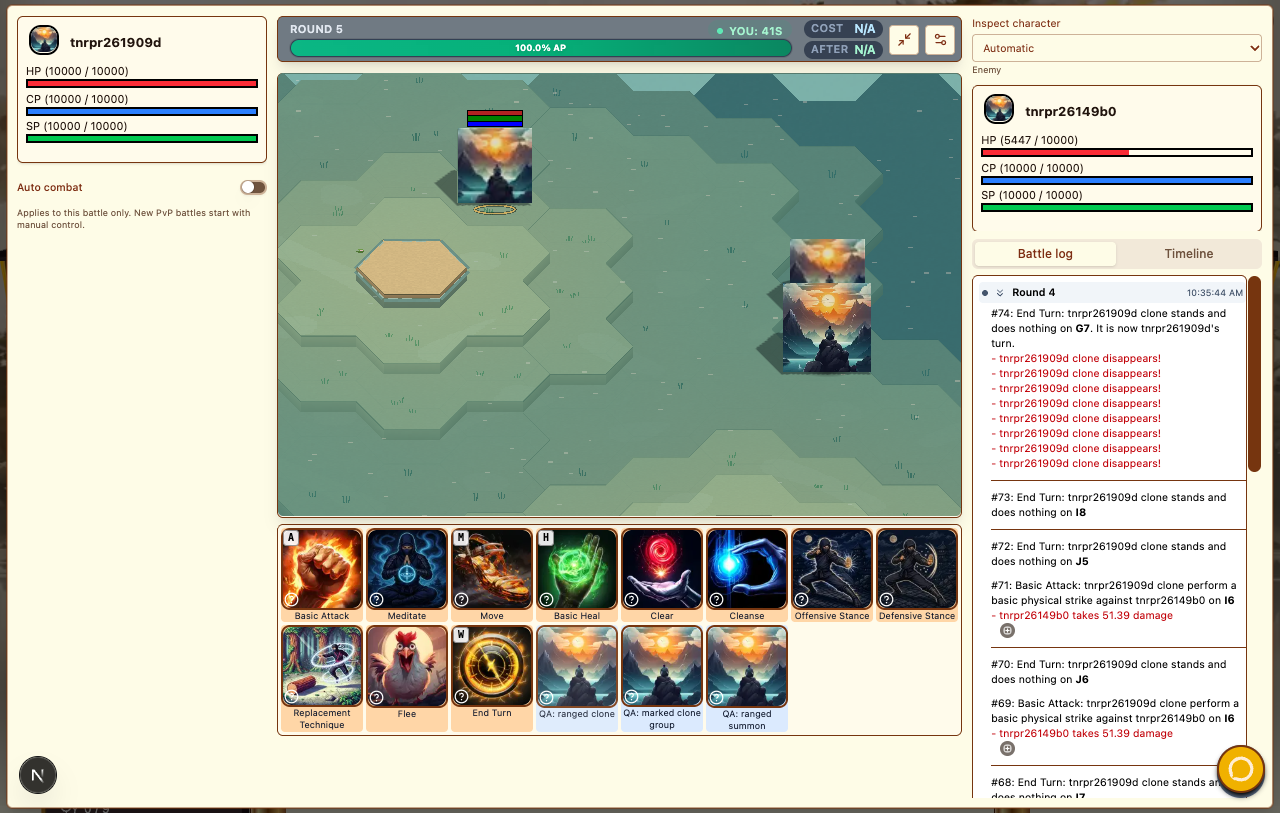 tnrpr261909d
HP (10000 / 10000)
CP (10000 / 10000)
SP (10000 / 10000)
Auto combat
Applies to this battle only. New PvP battles start with
manual control.
ROUND 5
YOU: 41S
100.0% AP
COST N/A
AFTER N/A
A
Basic Attack
Meditate
M
Move
H
Basic Heal
Clear
Cleanse
Offensive Stance
Defensive Stance
Replacement
Technique
Flee
W
End Turn
QA: ranged clone
QA: marked clone
group
QA: ranged
summon
Inspect character
Automatic
Enemy
tnrpr26149b0
HP (5447 / 10000)
CP (10000 / 10000)
SP (10000 / 10000)
Battle log
Timeline
Round 4
10:35:44 AM
#74: End Turn: tnrpr261909d clone stands and
does nothing on G7. It is now tnrpr261909d's
turn.
- tnrpr261909d clone disappears!
- tnrpr261909d clone disappears!
- tnrpr261909d clone disappears!
- tnrpr261909d clone disappears!
- tnrpr261909d clone disappears!
- tnrpr261909d clone disappears!
- tnrpr261909d clone disappears!
- tnrpr261909d clone disappears!
#73: End Turn: tnrpr261909d clone stands and
does nothing on I8
#72: End Turn: tnrpr261909d clone stands and
does nothing on J5
#71: Basic Attack: tnrpr261909d clone perform a
basic physical strike against tnrpr26149b0 on I6
- tnrpr26149b0 takes 51.39 damage
#70: End Turn: tnrpr261909d clone stands and
does nothing on J6
#69: Basic Attack: tnrpr261909d clone perform a
basic physical strike against tnrpr26149b0 on I6
- tnrpr26149b0 takes 51.39 damage
#68: End Turn: tnrpr261909d clone stands and
does nothing on I7
N